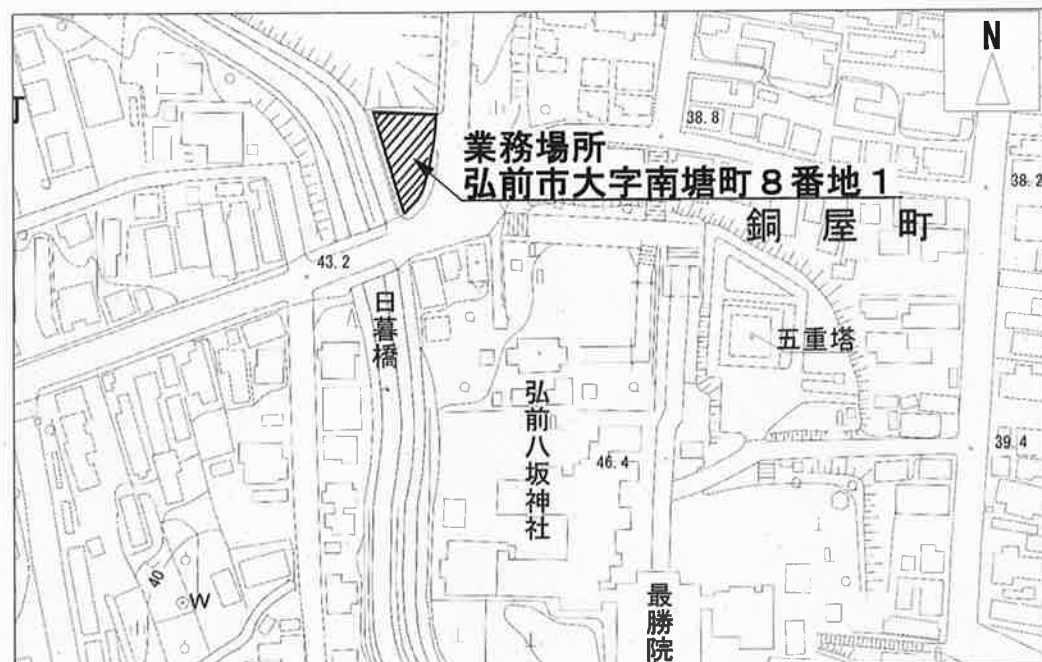 N
38.8
業務場所
弘前市大字南塘町8番地1
38.2
銅屋町
43.2
日暮橋
五重塔
弘前八坂神社
39.4
46.4
40
W
最勝院